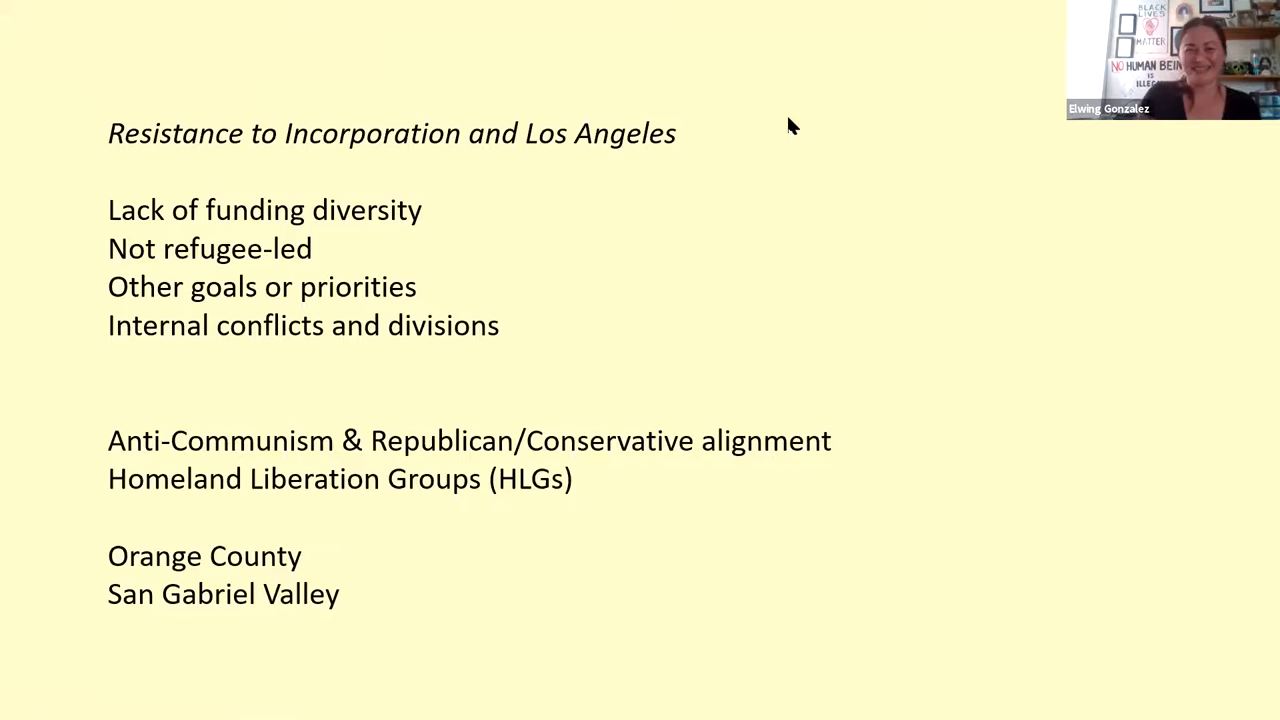 Resistance to Incorporation and Los Angeles
Lack of funding diversity
Not refugee-led
Other goals or priorities
Internal conflicts and divisions
Anti-Communism & Republican/Conservative alignment
Homeland Liberation Groups (HLGs)
Orange County
San Gabriel Valley
BLACK
LIVES
MATTER
NO HUMAN BEIN
IS
ILLEGA
Elwing Gonzalez